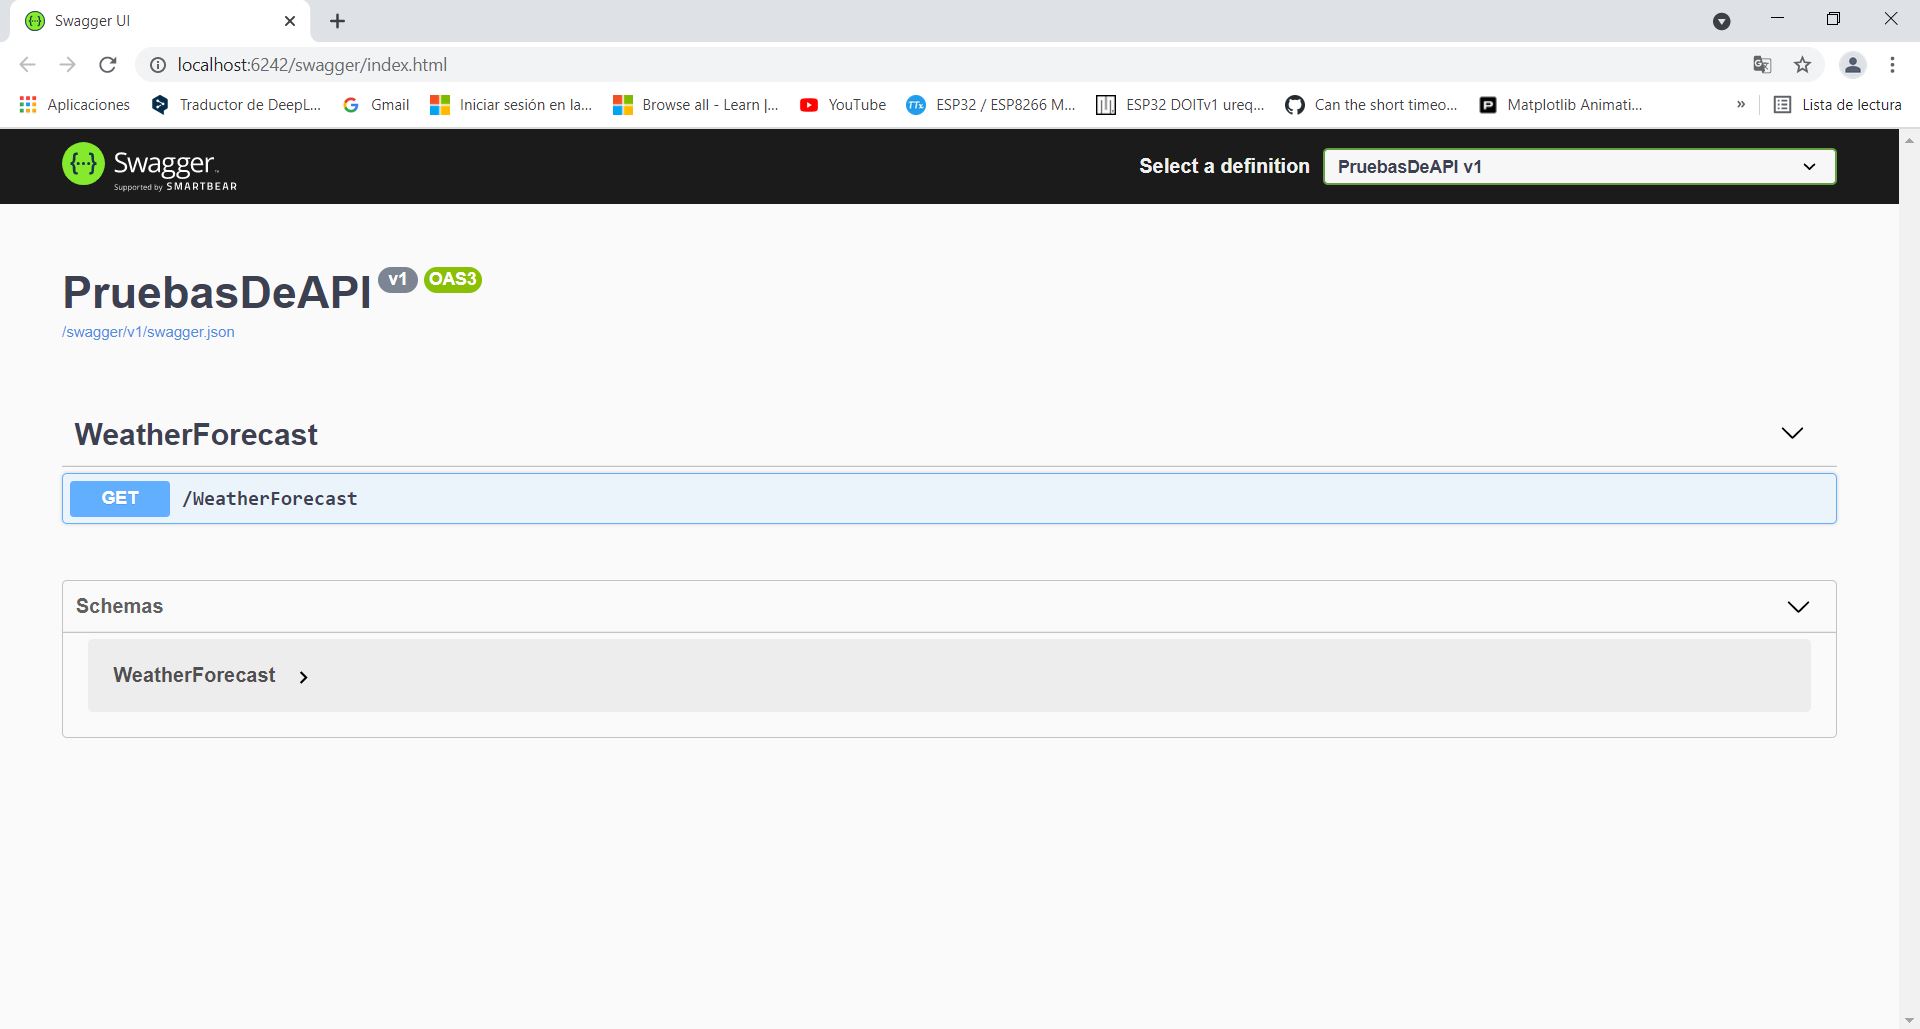 Swagger UI
localhost:6242/swagger/index.html
Aplicaciones
Traductor de DeepL...
Gmail
Iniciar sesión en la...
Browse all - Learn |...
YouTube
ESP32 / ESP8266 M...
ESP32 DOITv1 ureq...
Can the short timeo...
Matplotlib Animati...
»
Lista de lectura
Swagger
Supported by SMARTBEAR
Select a definition
PruebasDeAPI v1
PruebasDeAPI v1 OAS3
/swagger/v1/swagger.json
WeatherForecast
GET /WeatherForecast
Schemas
WeatherForecast